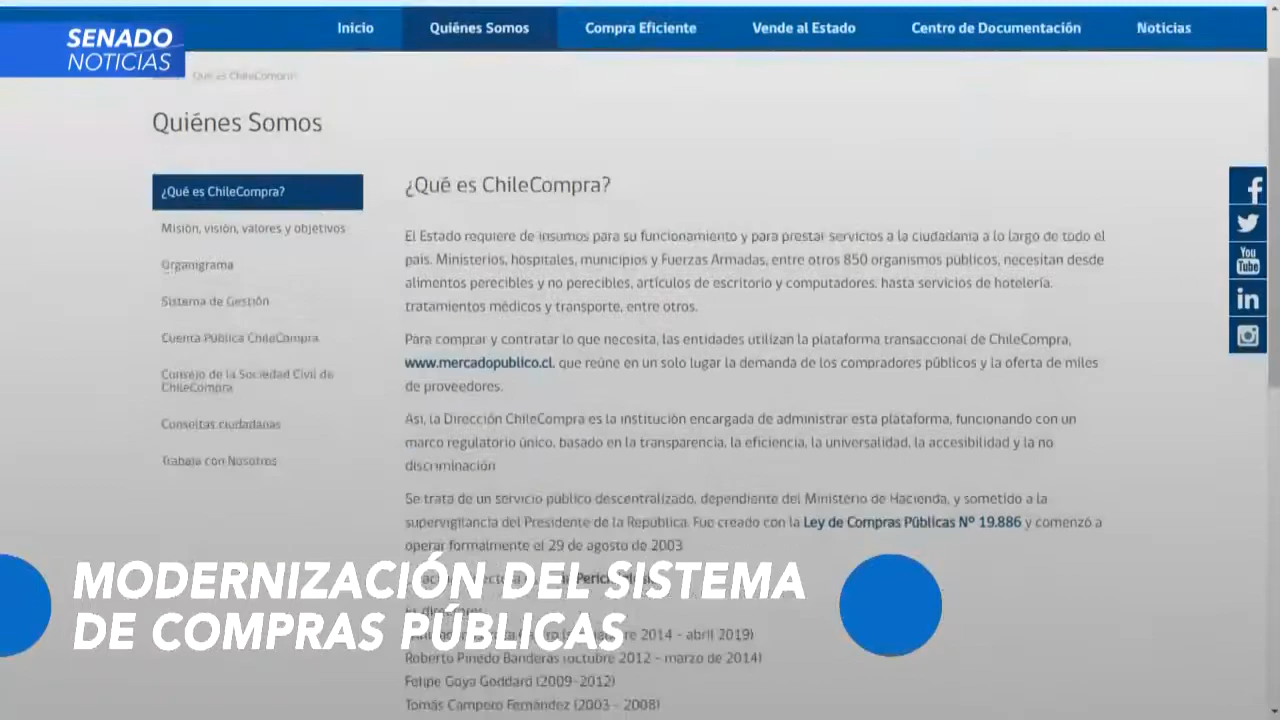 Inicio Quiénes Somos Compra Eficiente Vende al Estado Centro de Documentación Noticias
SENADO
NOTICIAS
Qué es ChileCompra?
Quiénes Somos
¿Qué es ChileCompra?
Misión, visión, valores y objetivos
Organigrama
Sistema de Gestión
Cuenta Pública ChileCompra
Consejo de la Sociedad Civil de
ChileCompra
Consultas ciudadanas
Trabaja con Nosotros
¿Qué es ChileCompra?
El Estado requiere de insumos para su funcionamiento y para prestar servicios a la ciudadanía a lo largo de todo el
país. Ministerios, hospitales, municipios y Fuerzas Armadas, entre otros 850 organismos públicos, necesitan desde
alimentos perecibles y no perecibles, artículos de escritorio y computadores, hasta servicios de hotelería,
tratamientos médicos y transporte, entre otros.
Para comprar y contratar lo que necesita, las entidades utilizan la plataforma transaccional de ChileCompra,
www.mercadopublico.cl, que reúne en un solo lugar la demanda de los compradores públicos y la oferta de miles
de proveedores.
Así, la Dirección ChileCompra es la institución encargada de administrar esta plataforma, funcionando con un
marco regulatorio único, basado en la transparencia, la eficiencia, la universalidad, la accesibilidad y la no
discriminación
Se trata de un servicio público descentralizado, dependiente del Ministerio de Hacienda, y sometido a la
supervigilancia del Presidente de la República. Fue creado con la Ley de Compras Públicas Nº 19.886 y comenzó a
operar formalmente el 29 de agosto de 2003
2014 - abril 2019)
Roberto Pinedo Banderas (octubre 2012 - marzo de 2014)
Felipe Goya Goddard (2009-2012)
Tomás Campero Fernández (2003 - 2008)
You
Tube
in
MODERNIZACIÓN DEL SISTEMA
DE COMPRAS PÚBLICAS